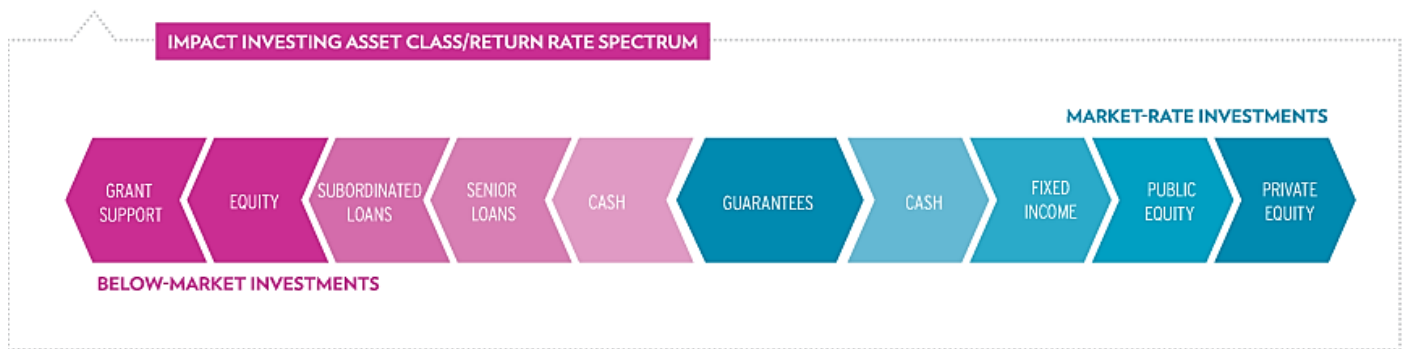 IMPACT INVESTING ASSET CLASS/RETURN RATE SPECTRUM
MARKET-RATE INVESTMENTS
GRANT
SUPPORT
EQUITY
SUBORDINATED
LOANS
SENIOR
LOANS
CASH
GUARANTEES
CASH
FIXED
INCOME
PUBLIC
EQUITY
PRIVATE
EQUITY
BELOW-MARKET INVESTMENTS